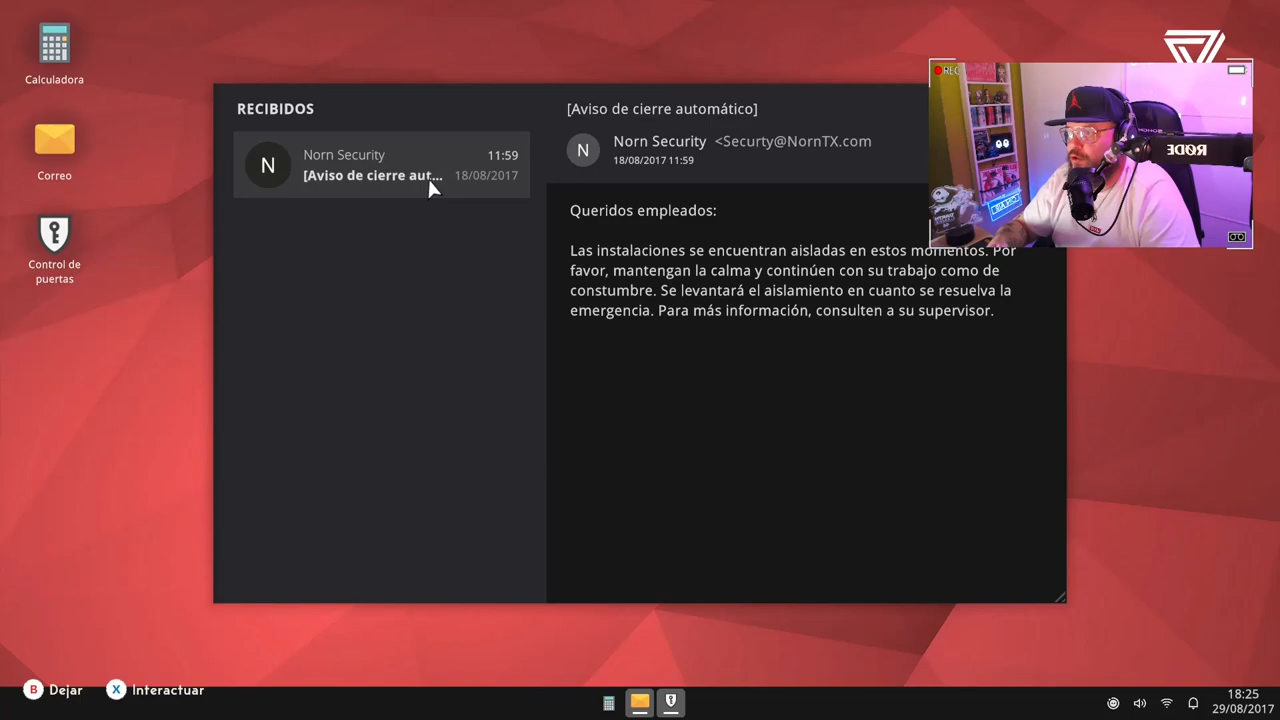 Calculadora
Correo
Control de
puertas
RECIBIDOS
N
Norn Security
11:59
[Aviso de cierre aut...
18/08/2017
[Aviso de cierre automático]
N
Norn Security <Securty@NornTX.com
18/08/2017 11:59
Queridos empleados:
Las instalaciones se encuentran aisladas en estos momentos. Por
favor, mantengan la calma y continúen con su trabajo como de
constumbre. Se levantará el aislamiento en cuanto se resuelva la
emergencia. Para más información, consulten a su supervisor.
REC
RØDE
B Dejar
X Interactuar
18:25
29/08/2017